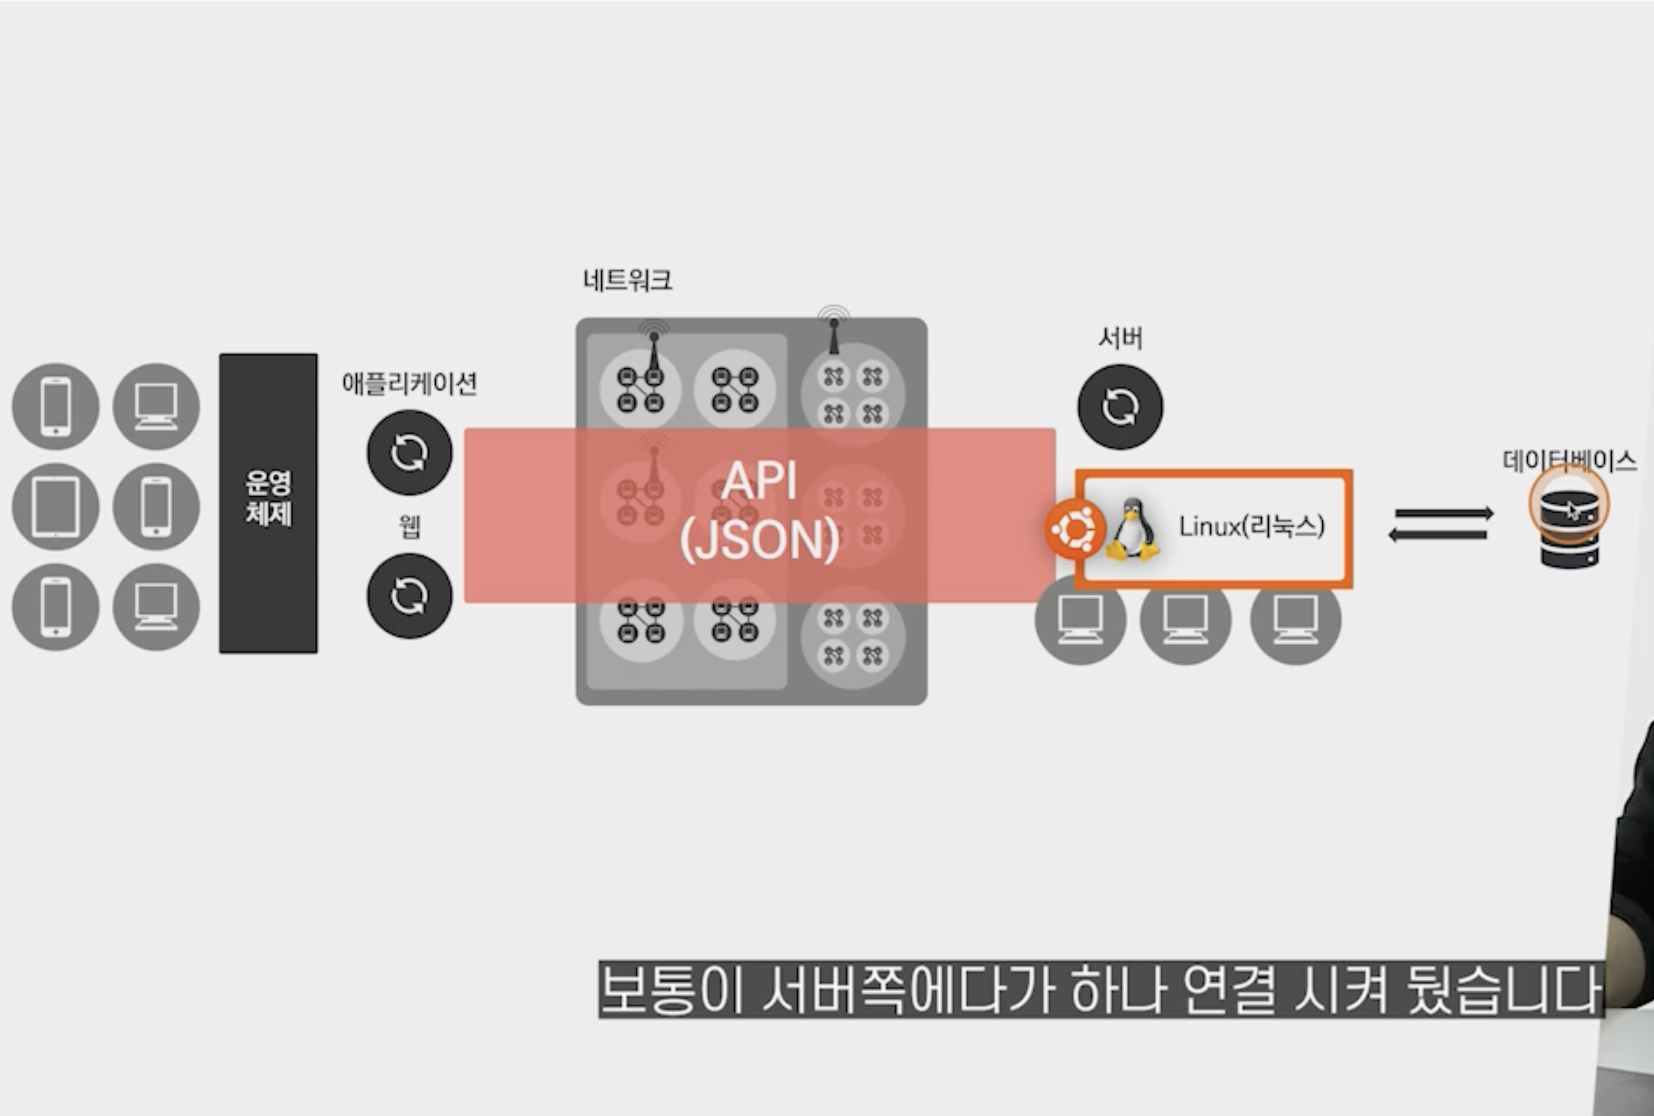 네트워크
서버
애플리케이션
데이터베이스
운영
체제
API
(JSON)
웹
Linux(리눅스)
보통이 서버쪽에다가 하나 연결 시켜 뒀습니다